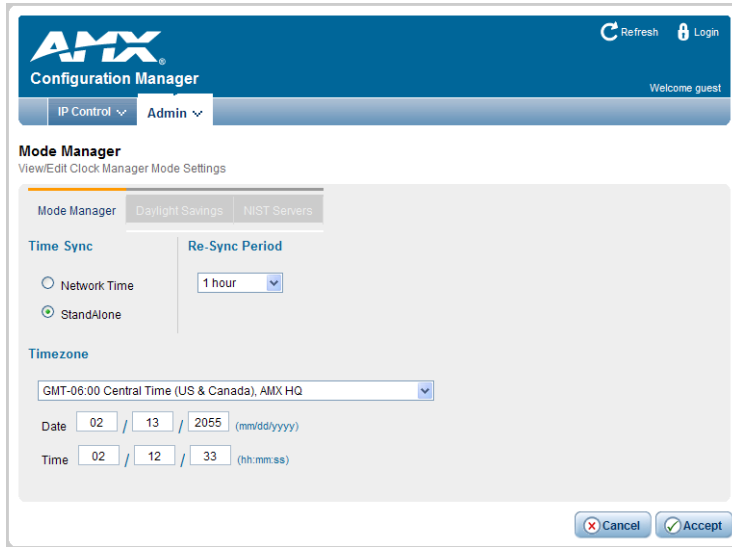 Refresh Login
AMX
Configuration Manager
Welcome guest
IP Control Admin
Mode Manager
View/Edit Clock Manager Mode Settings
Mode Manager Daylight Savings NIST Servers
Time Sync Re-Sync Period
Network Time 1 hour
StandAlone
Timezone
GMT-06:00 Central Time (US & Canada), AMX HQ
Date 02 / 13 / 2055 (mm/dd/yyyy)
Time 02 / 12 / 33 (hh:mm:ss)
Cancel Accept